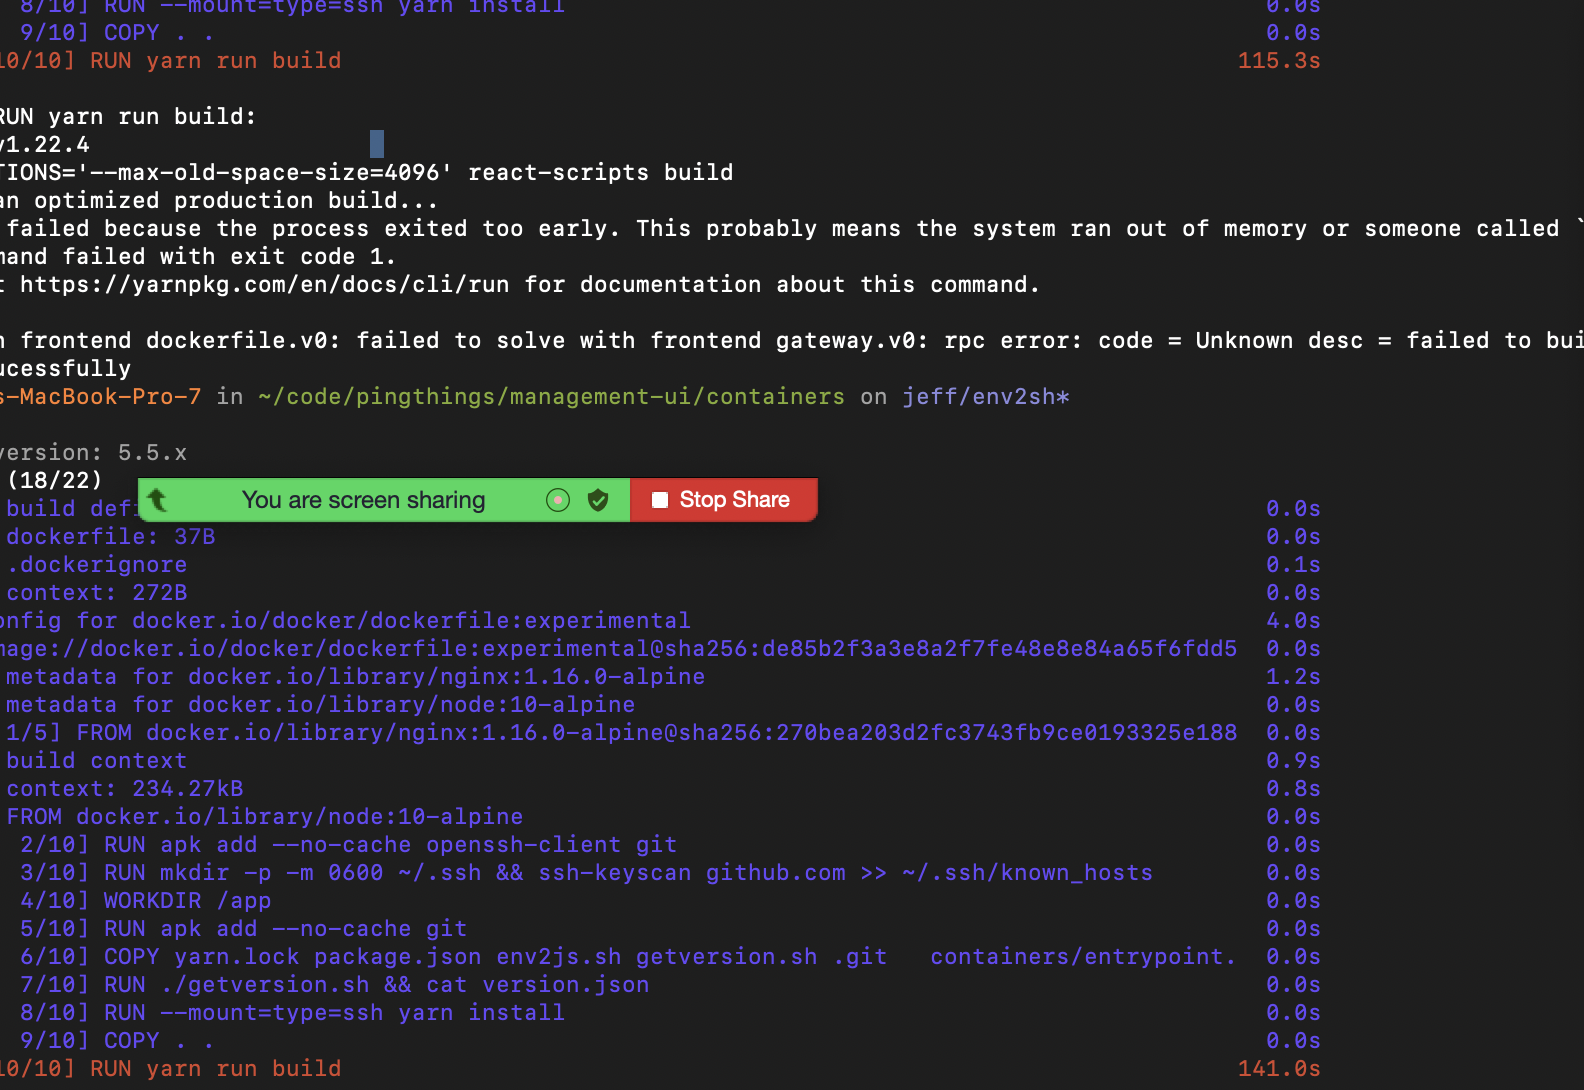 8/10] RUN --mount=type=ssh yarn install 0.0s
9/10] COPY . . 0.0s
10/10] RUN yarn run build 115.3s
RUN yarn run build:
v1.22.4
TIONS='--max-old-space-size=4096' react-scripts build
an optimized production build...
failed because the process exited too early. This probably means the system ran out of memory or someone called `
mand failed with exit code 1.
t https://yarnpkg.com/en/docs/cli/run for documentation about this command.
n frontend dockerfile.v0: failed to solve with frontend gateway.v0: rpc error: code = Unknown desc = failed to bui
ucessfully
s-MacBook-Pro-7 in ~/code/pingthings/management-ui/containers on jeff/env2sh*
version: 5.5.x
(18/22)
You are screen sharing Stop Share
build def 0.0s
dockerfile: 37B 0.0s
.dockerignore 0.1s
context: 272B 0.0s
onfig for docker.io/docker/dockerfile:experimental 4.0s
mage://docker.io/docker/dockerfile:experimental@sha256:de85b2f3a3e8a2f7fe48e8e84a65f6fdd5 0.0s
metadata for docker.io/library/nginx:1.16.0-alpine 1.2s
metadata for docker.io/library/node:10-alpine 0.0s
1/5] FROM docker.io/library/nginx:1.16.0-alpine@sha256:270bea203d2fc3743fb9ce0193325e188 0.0s
build context 0.9s
context: 234.27kB 0.8s
FROM docker.io/library/node:10-alpine 0.0s
2/10] RUN apk add --no-cache openssh-client git 0.0s
3/10] RUN mkdir -p -m 0600 ~/.ssh && ssh-keyscan github.com >> ~/.ssh/known_hosts 0.0s
4/10] WORKDIR /app 0.0s
5/10] RUN apk add --no-cache git 0.0s
6/10] COPY yarn.lock package.json env2js.sh getversion.sh .git containers/entrypoint. 0.0s
7/10] RUN ./getversion.sh && cat version.json 0.0s
8/10] RUN --mount=type=ssh yarn install 0.0s
9/10] COPY . . 0.0s
10/10] RUN yarn run build 141.0s